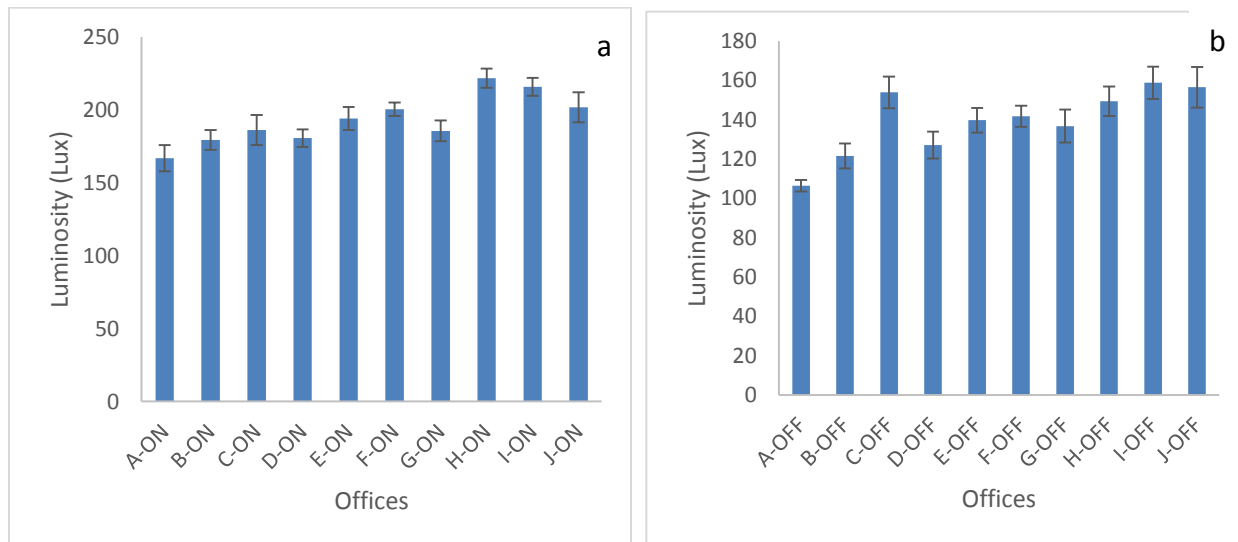 a
250
200
150
100
50
0
Luminosity (Lux)
A-ON
B-ON
C-ON
D-ON
E-ON
F-ON
G-ON
H-ON
I-ON
J-ON
Offices
b
180
160
140
120
100
80
60
40
20
0
Luminosity (Lux)
A-OFF
B-OFF
C-OFF
D-OFF
E-OFF
F-OFF
G-OFF
H-OFF
I-OFF
J-OFF
Offices